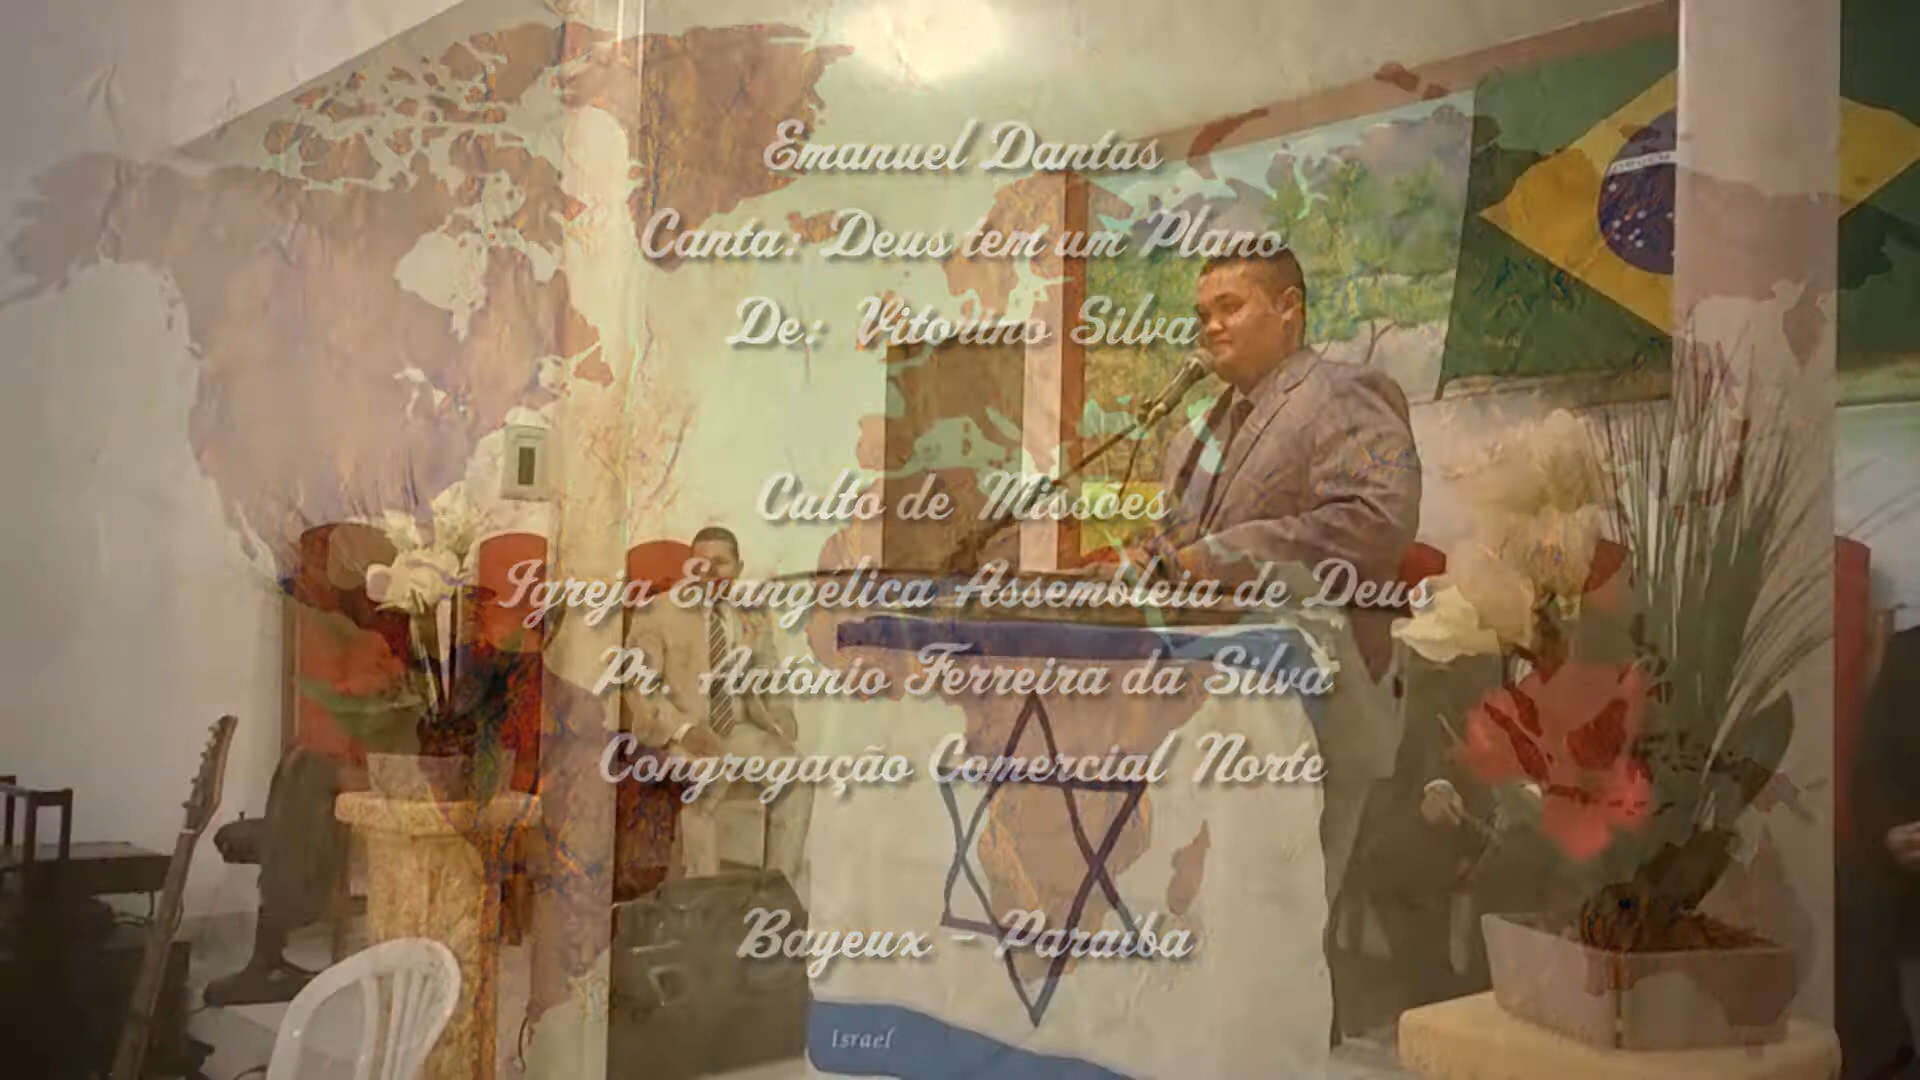 Emanuel Dantas
Canta: Deus tem um Plano
De: Vitorino Silva
Culto de Missões
Igreja Evangélica Assembleia de Deus
Pr. Antônio Ferreira da Silva
Congregação Comercial Norte
Bayeux - Paraíba
Israel